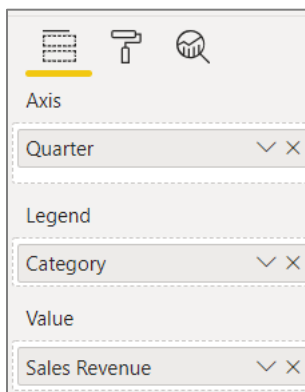 Axis
Quarter
Legend
Category
Value
Sales Revenue